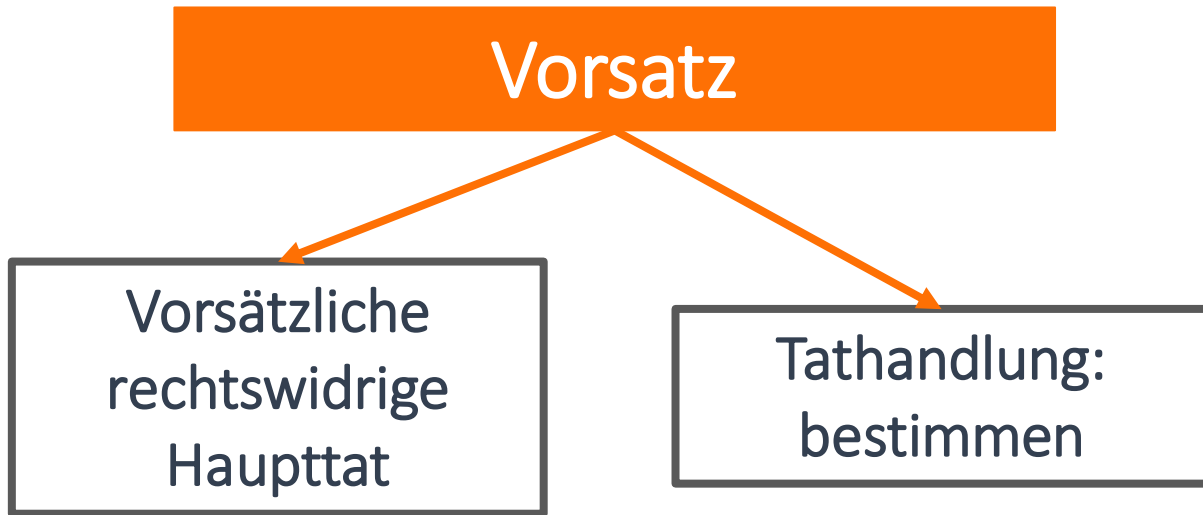 Vorsatz
Vorsätzliche
rechtswidrige
Haupttat
Tathandlung:
bestimmen